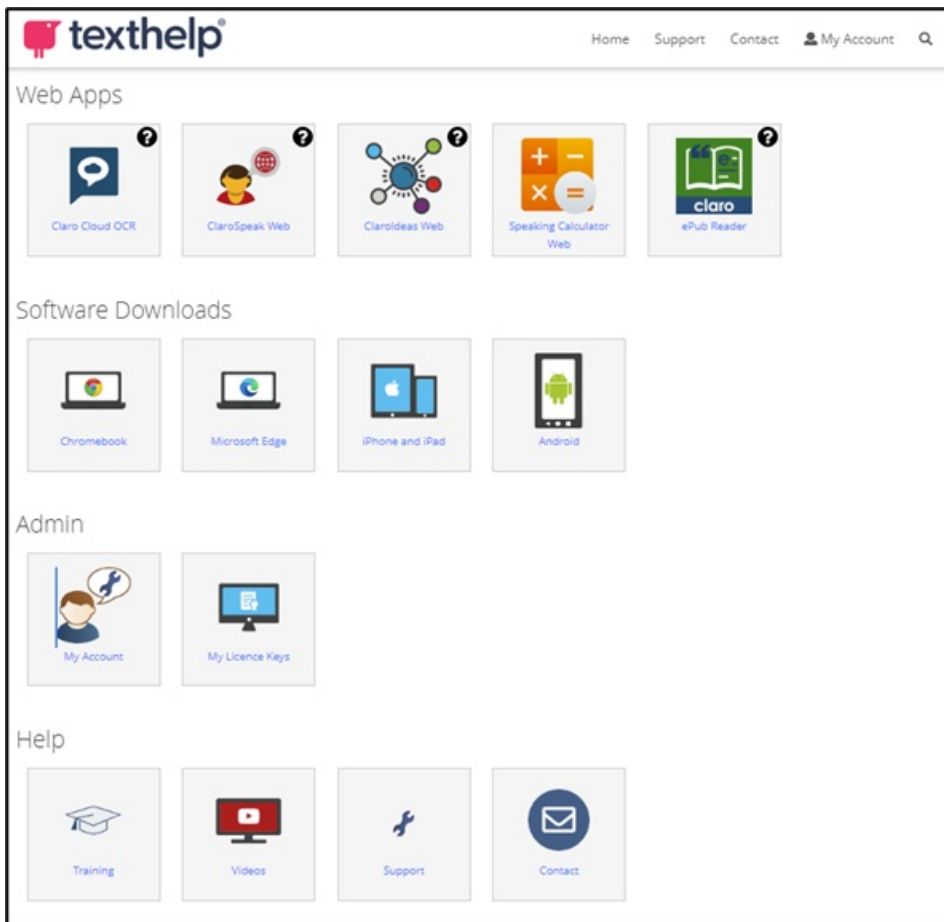 texthelp®
Home Support Contact My Account
Web Apps
? ? ? + − × = ? “ e- claro
Claro Cloud OCR ClaroSpeak Web ClaroIdeas Web Speaking Calculator Web ePub Reader
Software Downloads
Chromebook Microsoft Edge iPhone and iPad Android
Admin
My Account My Licence Keys
Help
Training Videos Support Contact